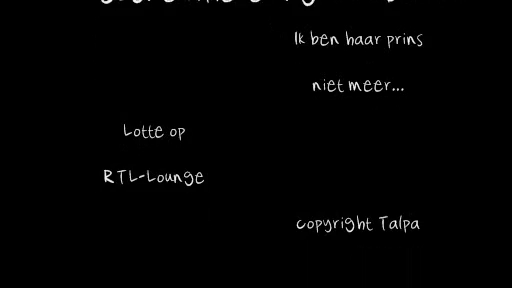 Ik ben haar prins
niet meer...
Lotte op
RTL-Lounge
copyright Talpa